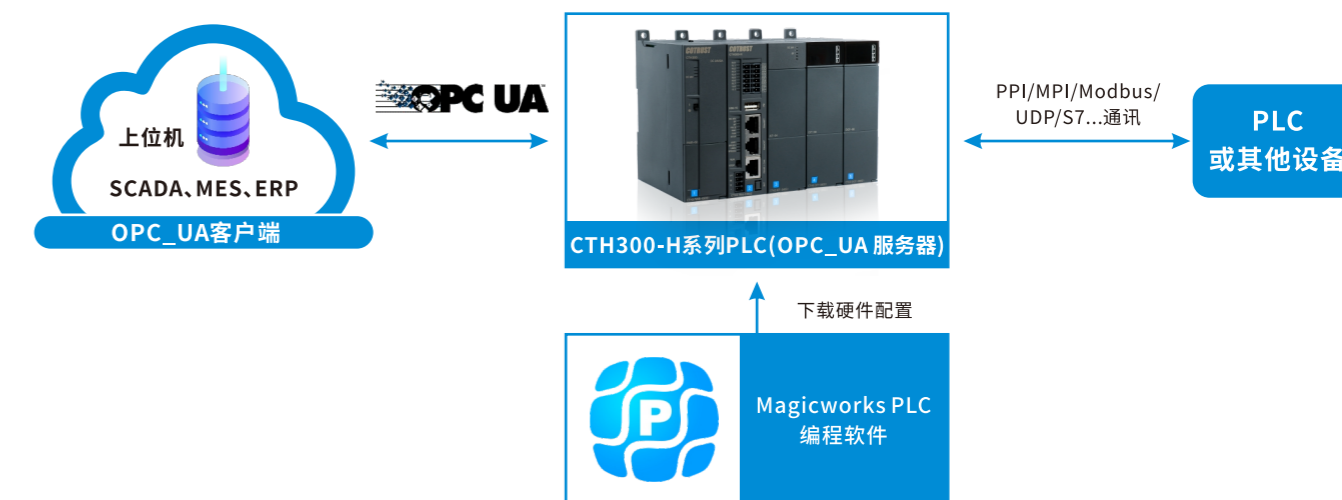 上位机
SCADA、MES、ERP
OPC_UA客户端
OPC UA
COTRUST
COTRUST
CTH300-H系列PLC(OPC_UA 服务器)
PPI/MPI/Modbus/
UDP/S7...通讯
PLC
或其他设备
下载硬件配置
P
Magicworks PLC
编程软件